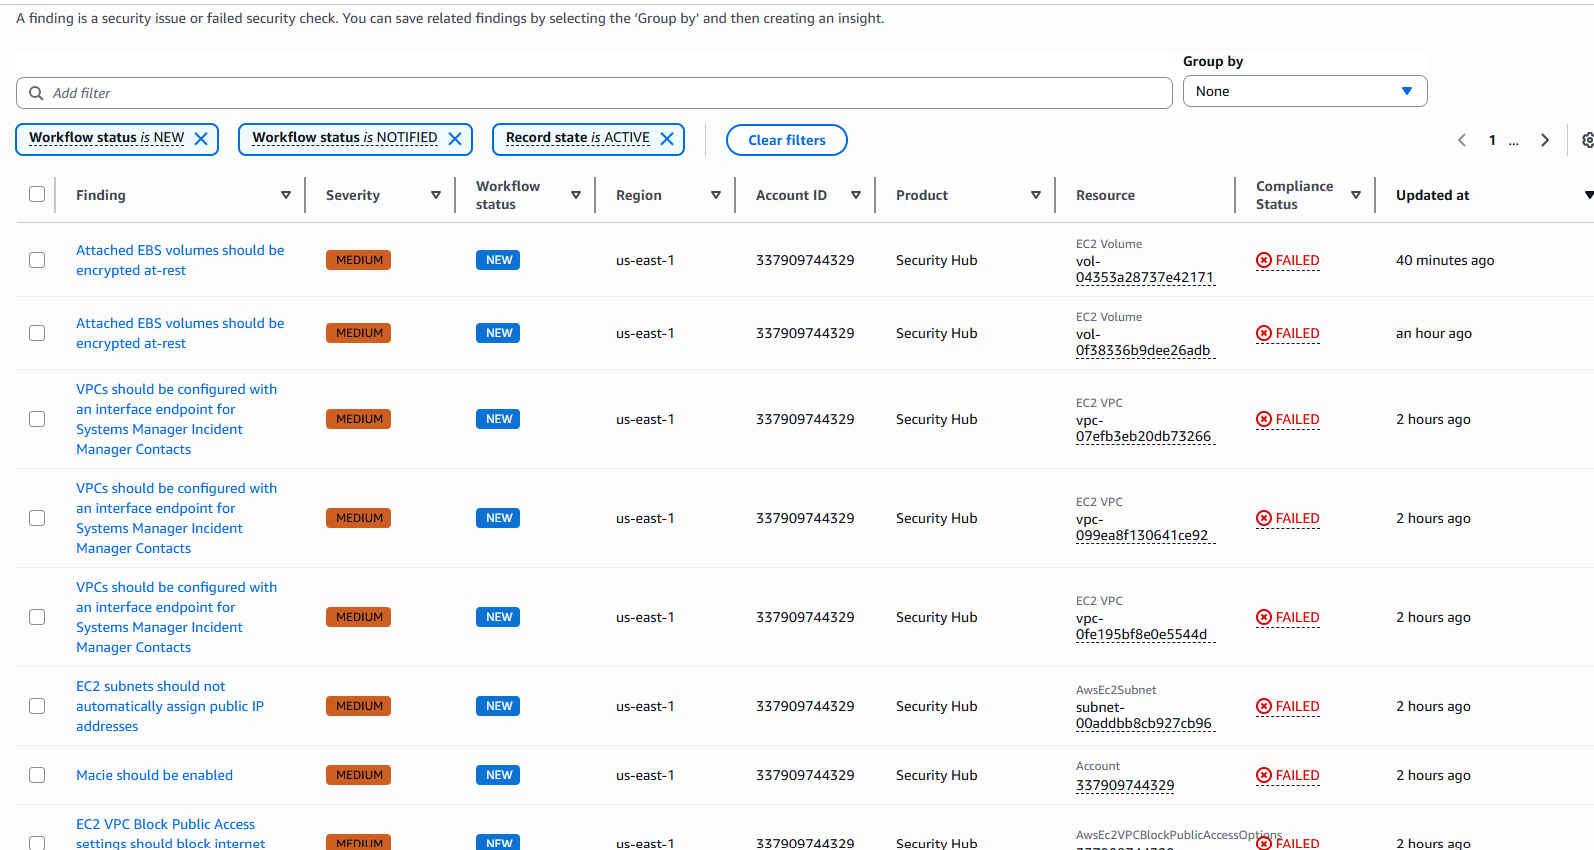 A finding is a security issue or failed security check. You can save related findings by selecting the 'Group by' and then creating an insight.
Group by
Add filter
None
Workflow status is NEW
Workflow status is NOTIFIED
Record state is ACTIVE
Clear filters
1 ...
Finding
Severity
Workflow
status
Region
Account ID
Product
Resource
Compliance
Status
Updated at
Attached EBS volumes should be
encrypted at-rest
MEDIUM
NEW
us-east-1
337909744329
Security Hub
EC2 Volume
vol-
04353a28737e42171
FAILED
40 minutes ago
Attached EBS volumes should be
encrypted at-rest
MEDIUM
NEW
us-east-1
337909744329
Security Hub
EC2 Volume
vol-
0f38336b9dee26adb
FAILED
an hour ago
VPCs should be configured with
an interface endpoint for
Systems Manager Incident
Manager Contacts
MEDIUM
NEW
us-east-1
337909744329
Security Hub
EC2 VPC
vpc-
07efb3eb20db73266
FAILED
2 hours ago
VPCs should be configured with
an interface endpoint for
Systems Manager Incident
Manager Contacts
MEDIUM
NEW
us-east-1
337909744329
Security Hub
EC2 VPC
vpc-
099ea8f130641ce92
FAILED
2 hours ago
VPCs should be configured with
an interface endpoint for
Systems Manager Incident
Manager Contacts
MEDIUM
NEW
us-east-1
337909744329
Security Hub
EC2 VPC
vpc-
0fe195bf8e0e5544d
FAILED
2 hours ago
EC2 subnets should not
automatically assign public IP
addresses
MEDIUM
NEW
us-east-1
337909744329
Security Hub
AwsEc2Subnet
subnet-
00addbb8cb927cb96
FAILED
2 hours ago
Macie should be enabled
MEDIUM
NEW
us-east-1
337909744329
Security Hub
Account
337909744329
FAILED
2 hours ago
EC2 VPC Block Public Access
settings should block internet
MEDIUM
NEW
us-east-1
337909744329
Security Hub
AwsEc2VPCBlockPublicAccessOptions
FAILED
2 hours ago